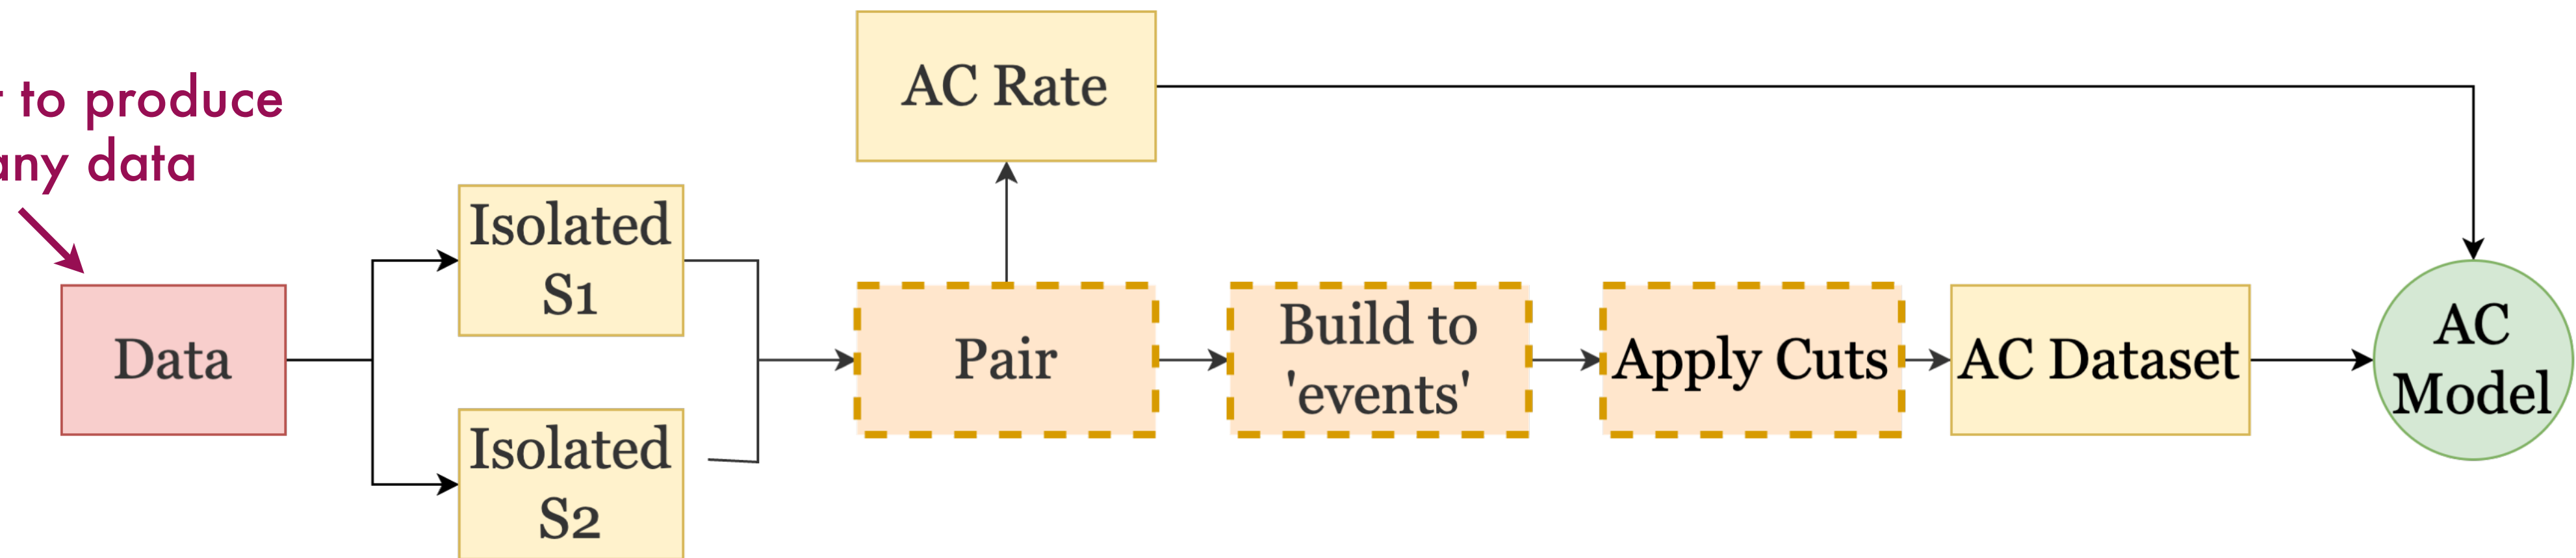 to produce
any data
AC Rate
Isolated
S1
Isolated
S2
Data
Pair
Build to
'events'
Apply Cuts
AC Dataset
AC
Model